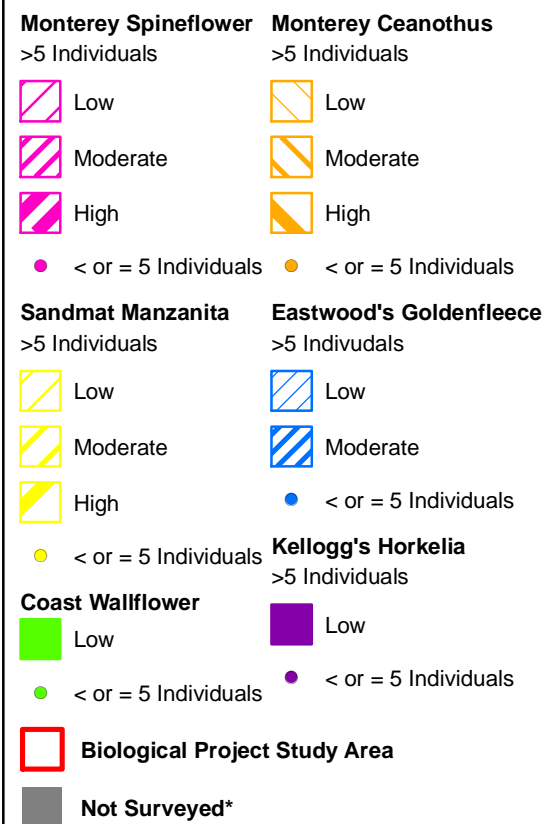 Monterey Spineflower
>5 Individuals
Low
Moderate
High
< or = 5 Individuals
Monterey Ceanothus
>5 Individuals
Low
Moderate
High
< or = 5 Individuals
Sandmat Manzanita
>5 Individuals
Low
Moderate
High
< or = 5 Individuals
Eastwood's Goldenfleece
>5 Indivudals
Low
Moderate
< or = 5 Individuals
Coast Wallflower
Low
< or = 5 Individuals
Kellogg's Horkelia
>5 Individuals
Low
< or = 5 Individuals
Biological Project Study Area
Not Surveyed*